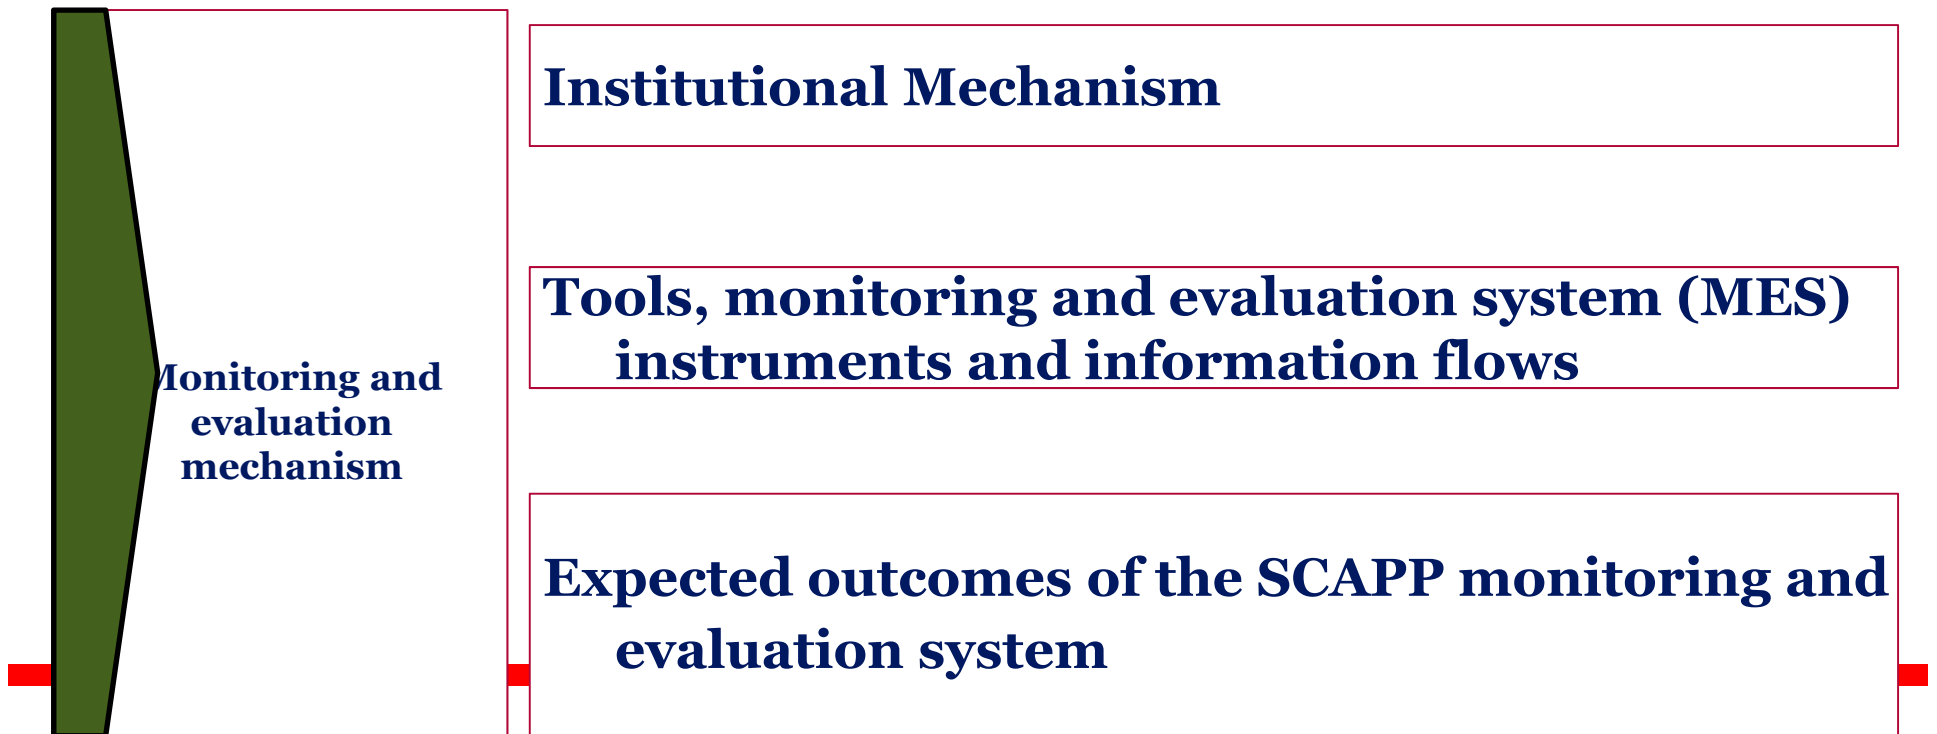 Institutional Mechanism
Tools, monitoring and evaluation system (MES)
instruments and information flows
Monitoring and
evaluation
mechanism
Expected outcomes of the SCAPP monitoring and
evaluation system